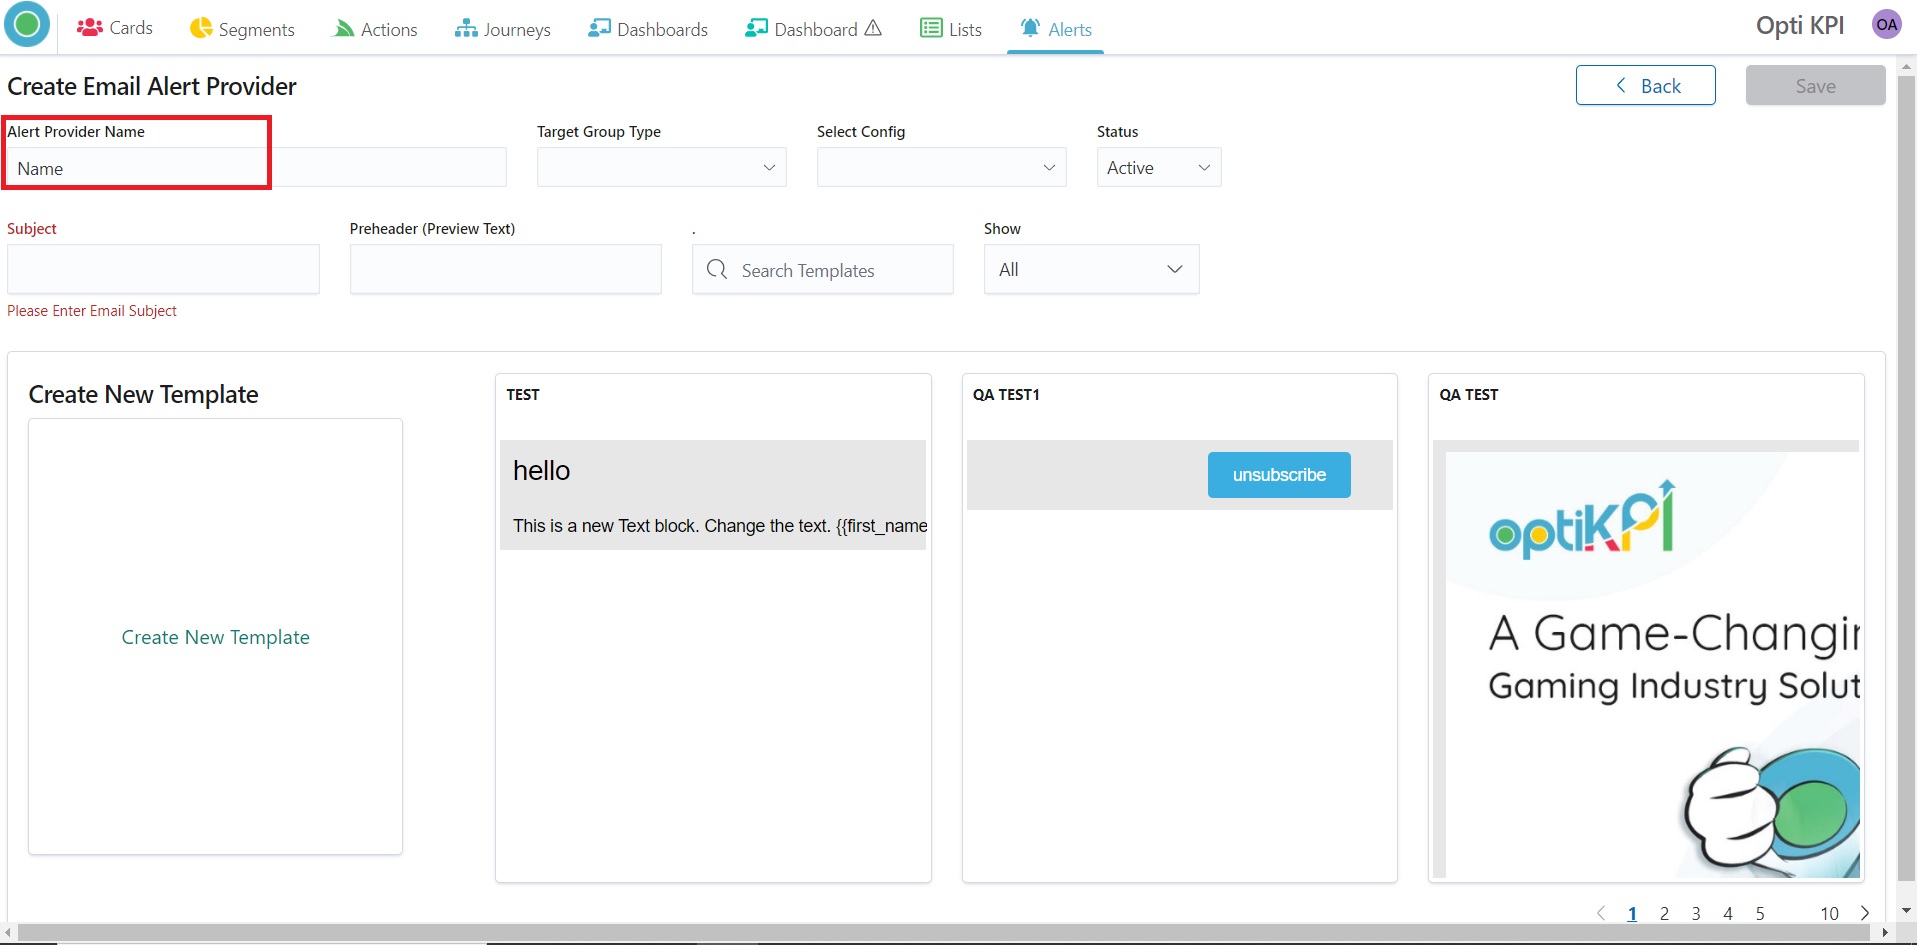 Cards Segments Actions Journeys Dashboards Dashboard Lists Alerts Opti KPI OA
Create Email Alert Provider Back Save
Alert Provider Name Target Group Type Select Config Status
Name Active
Subject Preheader (Preview Text) . Show
Search Templates All
Please Enter Email Subject
Create New Template TEST QA TEST1 QA TEST
hello unsubscribe
This is a new Text block. Change the text. {{first_name
optiKPI
Create New Template A Game-Changin
Gaming Industry Solut
1 2 3 4 5 10